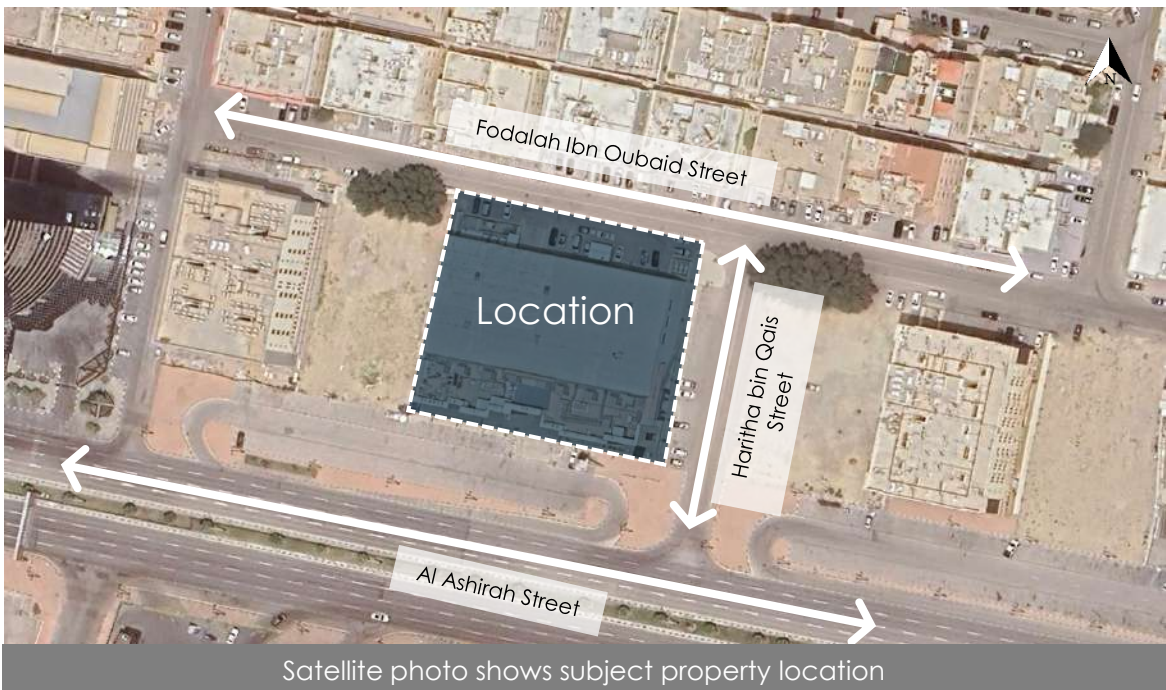 N
Fodalah Ibn Oubaid Street
Location
Haritha bin Qais
Street
Al Ashirah Street
Satellite photo shows subject property location